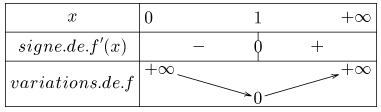 x 0 1 +∞
signe.de.f′(x) − 0 +
variations.de.f +∞ 0 +∞